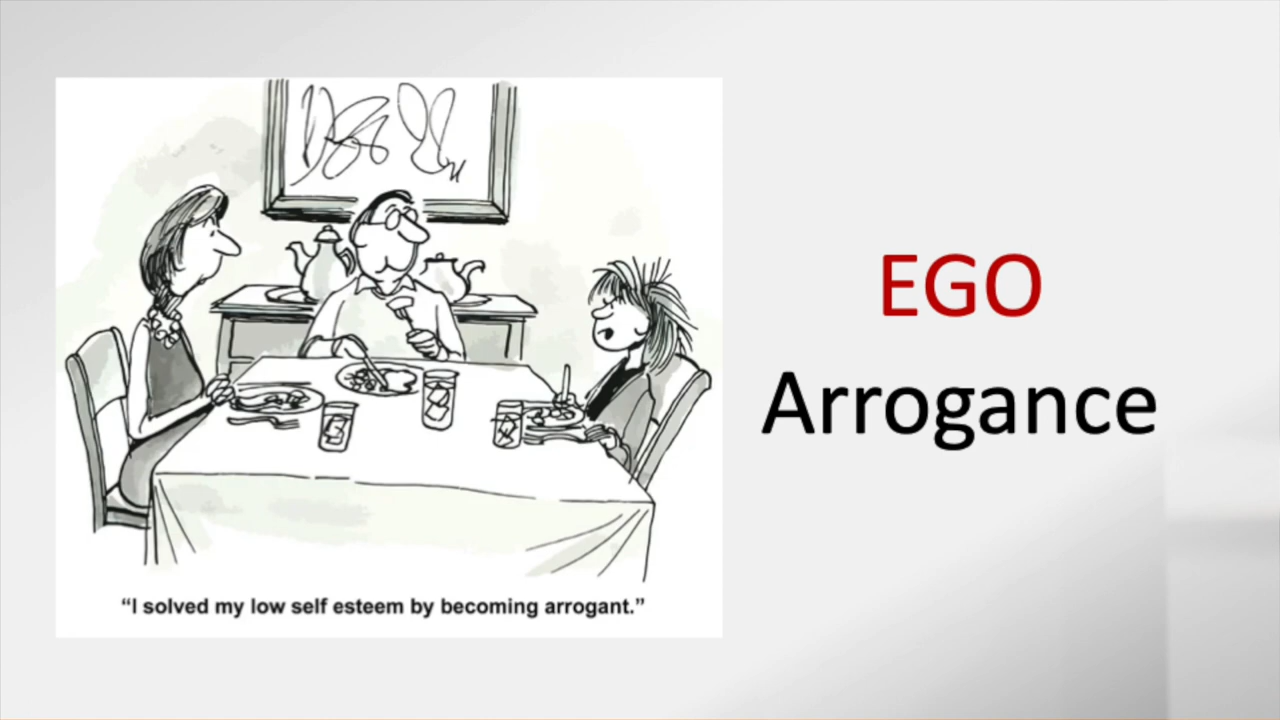 “I solved my low self esteem by becoming arrogant.”
EGO
Arrogance